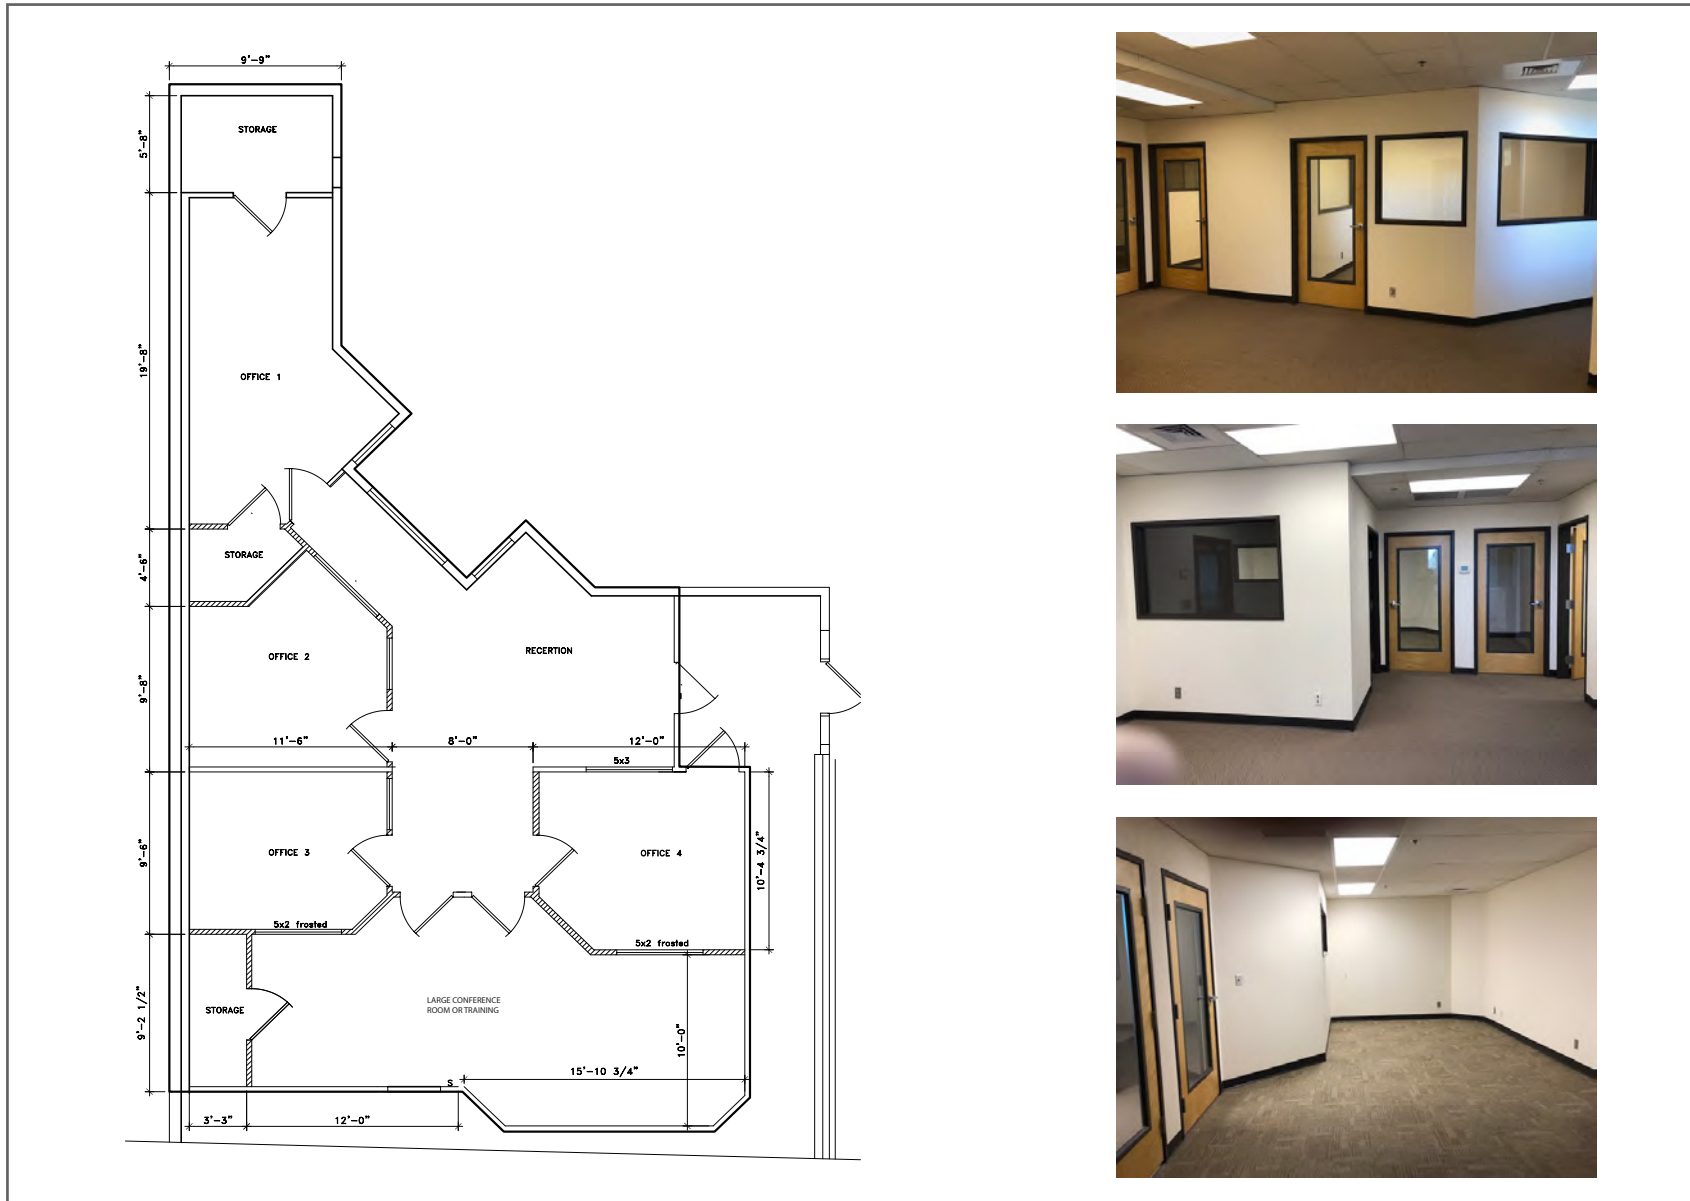 9'-9"
STORAGE
5'-8"
19'-8"
OFFICE 1
STORAGE
4'-6"
OFFICE 2
RECERTION
9'-8"
11'-6"
8'-0"
12'-0"
5x3
OFFICE 3
OFFICE 4
9'-6"
10'-4 3/4"
5x2 frosted
5x2 frosted
LARGE CONFERENCE
ROOM OR TRAINING
STORAGE
9'-2 1/2"
10'-0"
15'-10 3/4"
S
3'-3"
12'-0"